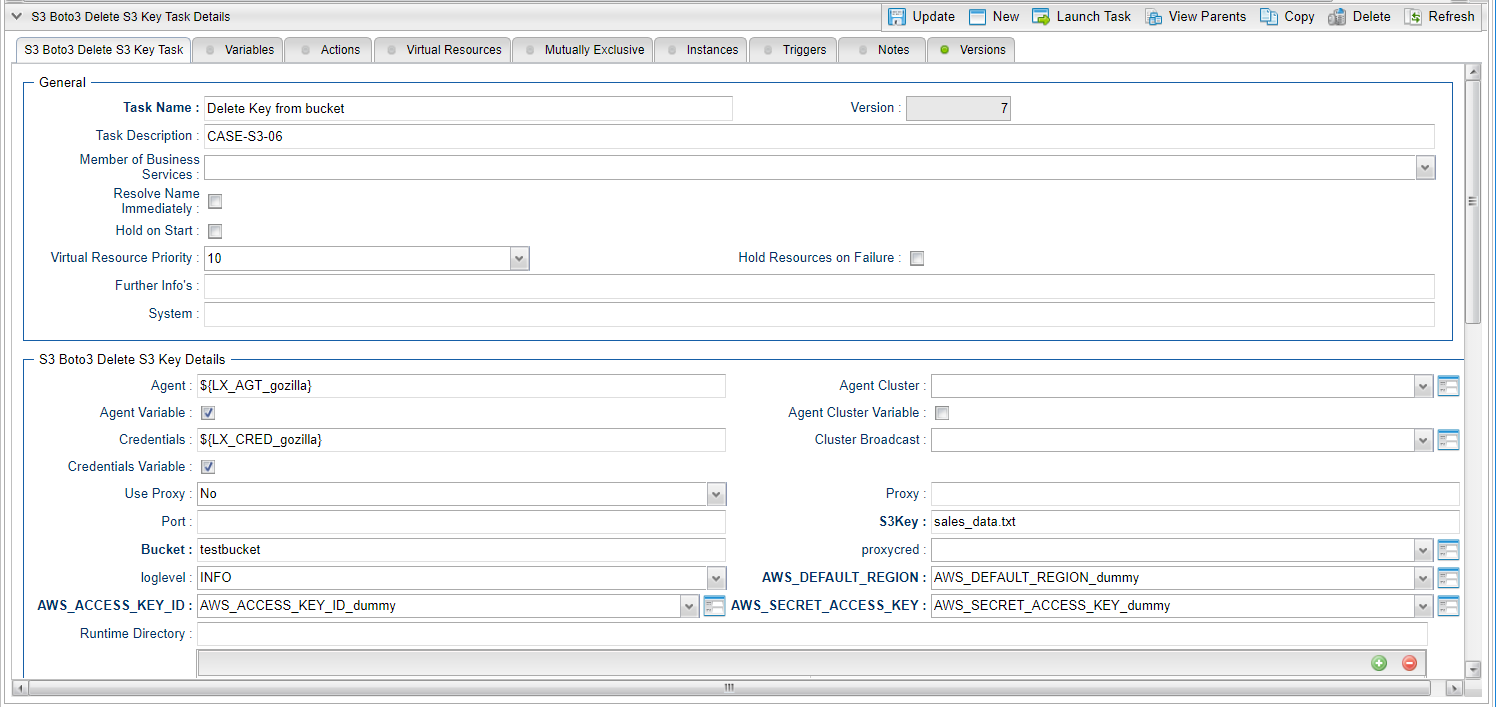 S3 Boto3 Delete S3 Key Task Details
Update New Launch Task View Parents Copy Delete Refresh
S3 Boto3 Delete S3 Key Task Variables Actions Virtual Resources Mutually Exclusive Instances Triggers Notes Versions
General
Task Name : Delete Key from bucket Version : 7
Task Description : CASE-S3-06
Member of Business
Services :
Resolve Name
Immediately :
Hold on Start :
Virtual Resource Priority : 10 Hold Resources on Failure :
Further Info's :
System :
S3 Boto3 Delete S3 Key Details
Agent : ${LX_AGT_gozilla} Agent Cluster :
Agent Variable : Agent Cluster Variable :
Credentials : ${LX_CRED_gozilla} Cluster Broadcast :
Credentials Variable :
Use Proxy : No Proxy :
Port : S3Key : sales_data.txt
Bucket : testbucket proxycred :
loglevel : INFO AWS_DEFAULT_REGION : AWS_DEFAULT_REGION_dummy
AWS_ACCESS_KEY_ID : AWS_ACCESS_KEY_ID_dummy AWS_SECRET_ACCESS_KEY : AWS_SECRET_ACCESS_KEY_dummy
Runtime Directory :